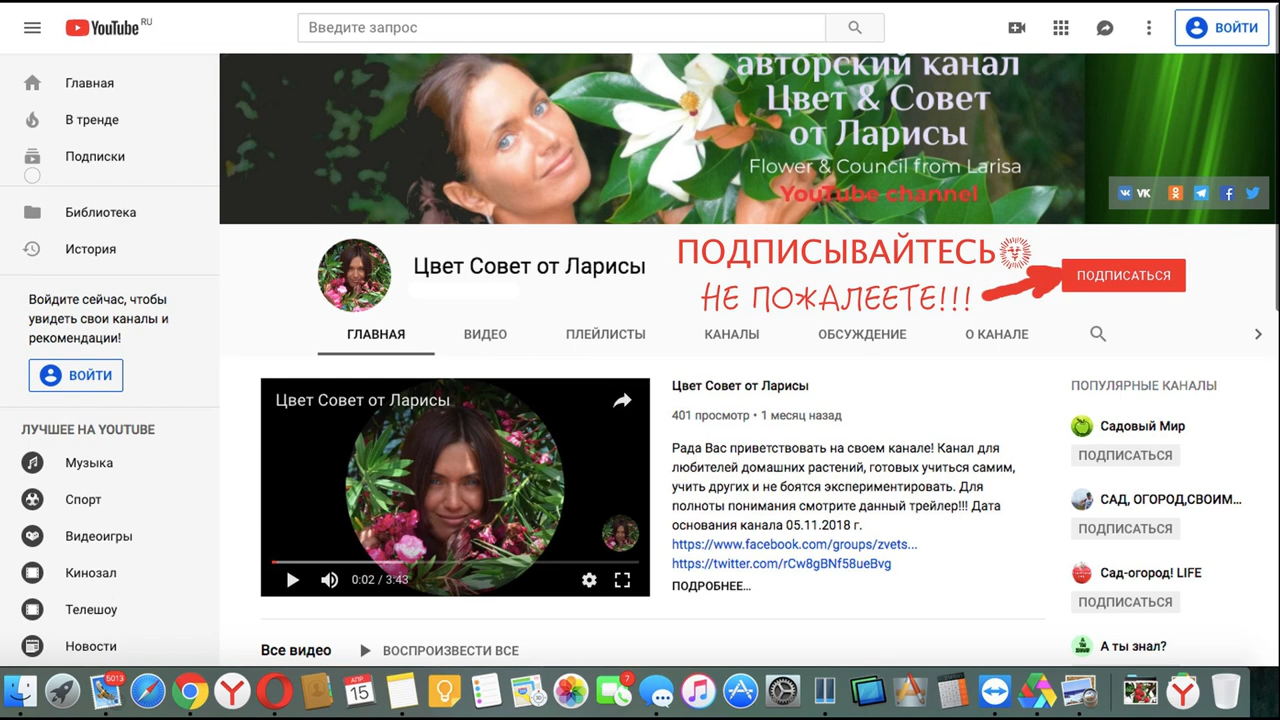 YouTube RU
Введите запрос
ВОЙТИ
Главная
В тренде
Подписки
Библиотека
История
Войдите сейчас, чтобы
увидеть свои каналы и
рекомендации!
ВОЙТИ
ЛУЧШЕЕ НА YOUTUBE
Музыка
Спорт
Видеоигры
Кинозал
Телешоу
Новости
авторский канал
Цвет & Совет
от Ларисы
Flower & Council from Larisa
YouTube channel
VK
Цвет Совет от Ларисы
ПОДПИСЫВАЙТЕСЬ
НЕ ПОЖАЛЕЕТЕ!!!
ПОДПИСАТЬСЯ
ГЛАВНАЯ
ВИДЕО
ПЛЕЙЛИСТЫ
КАНАЛЫ
ОБСУЖДЕНИЕ
О КАНАЛЕ
Цвет Совет от Ларисы
0:02 / 3:43
Цвет Совет от Ларисы
401 просмотр • 1 месяц назад
Рада Вас приветствовать на своем канале! Канал для
любителей домашних растений, готовых учиться самим,
учить других и не боятся экспериментировать. Для
полноты понимания смотрите данный трейлер!!! Дата
основания канала 05.11.2018 г.
https://www.facebook.com/groups/zvets...
https://twitter.com/rCw8gBNf58ueBvg
ПОДРОБНЕЕ...
ПОПУЛЯРНЫЕ КАНАЛЫ
Садовый Мир
ПОДПИСАТЬСЯ
САД, ОГОРОД,СВОИМ...
ПОДПИСАТЬСЯ
Сад-огород! LIFE
ПОДПИСАТЬСЯ
А ты знал?
Все видео
ВОСПРОИЗВЕСТИ ВСЕ
5013
АПР
15
7